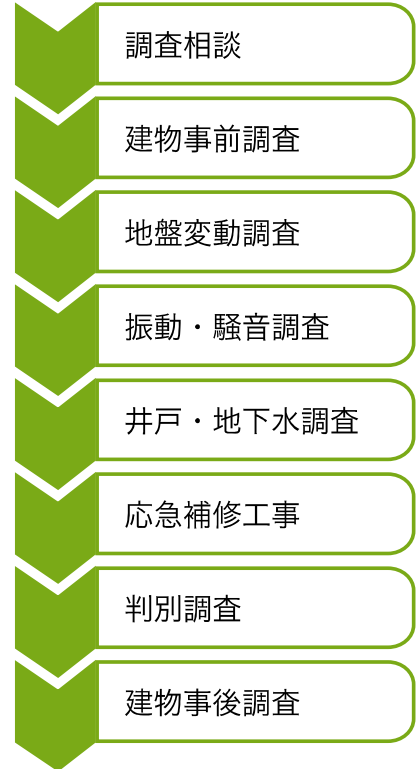 調査相談
建物事前調査
地盤変動調査
振動・騒音調査
井戸・地下水調査
応急補修工事
判別調査
建物事後調査